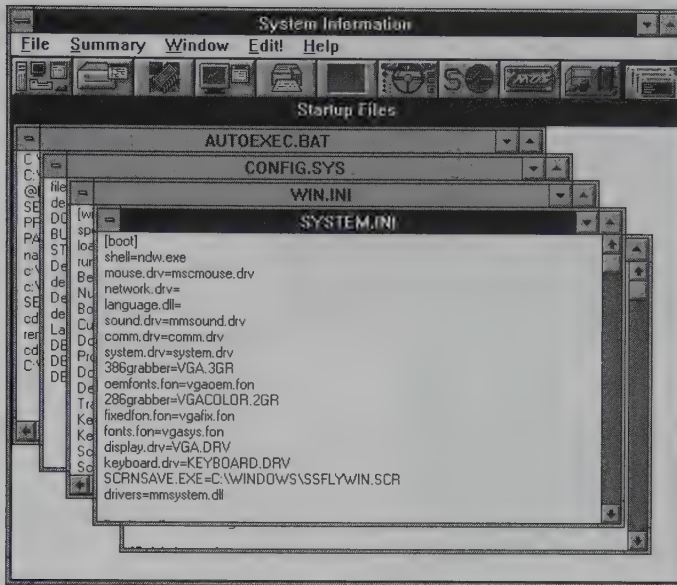 System Information
File Summary Window Edit! Help
Startup Files
AUTOEXEC.BAT
CONFIG.SYS
WIN.INI
SYSTEM.INI
[boot]
shell=ndw.exe
mouse.drv=mscmouse.drv
network.drv=
language.dll=
sound.drv=mmsound.drv
comm.drv=comm.drv
system.drv=system.drv
386grabber=VGA.3GR
oemfonts.fon=vgaoem.fon
286grabber=VGACOLOR.2GR
fixedfon.fon=vgafix.fon
fonts.fon=vgasys.fon
display.drv=VGA.DRV
keyboard.drv=KEYBOARD.DRV
SCRNSAVE.EXE=C:\WINDOWS\SSFLYWIN.SCR
drivers=mmsystem.dll